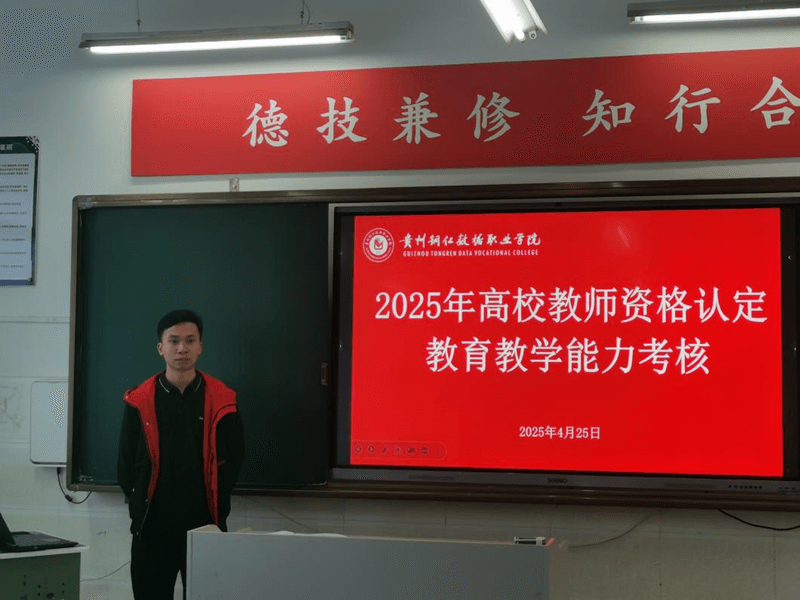 德技兼修 知行合
贵州铜仁数据职业学院
GUIZHOU TONGREN DATA VOCATIONAL COLLEGE
2025年高校教师资格认定
教育教学能力考核
2025年4月25日